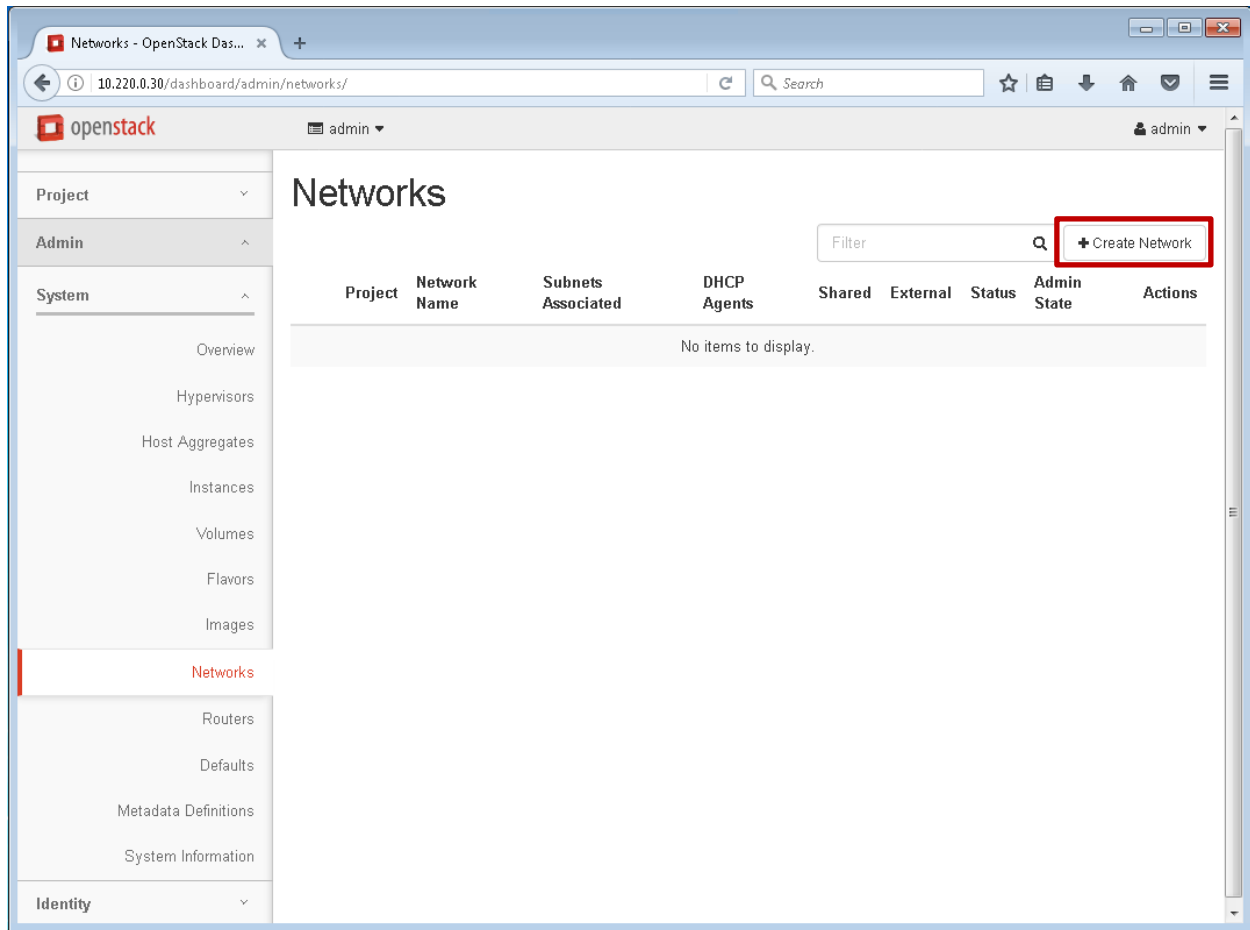 Networks - OpenStack Das...
10.220.0.30/dashboard/admin/networks/
Search
openstack
admin
admin
Project
Admin
System
Overview
Hypervisors
Host Aggregates
Instances
Volumes
Flavors
Images
Networks
Routers
Defaults
Metadata Definitions
System Information
Identity
Networks
Filter
Create Network
Project Network Name Subnets Associated DHCP Agents Shared External Status Admin State Actions
No items to display.